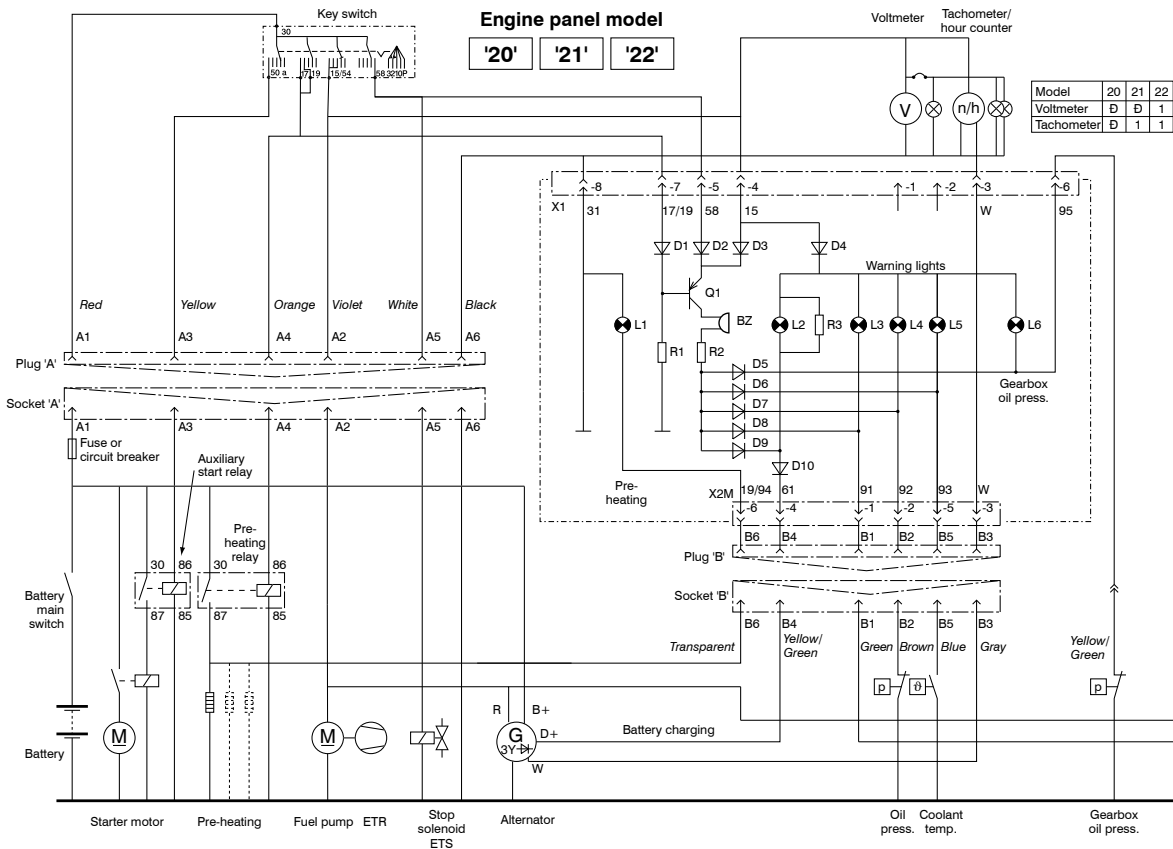 Key switch
Engine panel model
Voltmeter
Tachometer/
hour counter
30
'20' '21' '22'
50 a 17 19 15/54 58 3210P
V
n/h
Model 20 21 22
Voltmeter Ð Ð 1
Tachometer Ð 1 1
X1
-8 -7 -5 -4 -1 -2 -3 -6
31 17/19 58 15 W 95
D1 D2 D3 D4
Warning lights
Q1
BZ
L1 L2 R3 L3 L4 L5 L6
R1 R2
D5
D6
D7
D8
D9
D10
Gearbox
oil press.
Red Yellow Orange Violet White Black
A1 A3 A4 A2 A5 A6
Plug 'A'
Socket 'A'
A1 A3 A4 A2 A5 A6
Fuse or
circuit breaker
Auxiliary
start relay
Pre-
heating
relay
30 86 30 86
87 85 87 85
Battery
main
switch
Pre-
heating
X2M
19/94 61 91 92 93 W
-6 -4 -1 -2 -5 -3
B6 B4 B1 B2 B5 B3
Plug 'B'
Socket 'B'
B6 B4 B1 B2 B5 B3
Transparent
Yellow/
Green
Green Brown Blue Gray
Yellow/
Green
p ϑ p
R B+
D+
G
3Y
W
M M
Battery charging
Battery
Starter motor
Pre-heating
Fuel pump ETR
Stop
solenoid
ETS
Alternator
Oil
press.
Coolant
temp.
Gearbox
oil press.